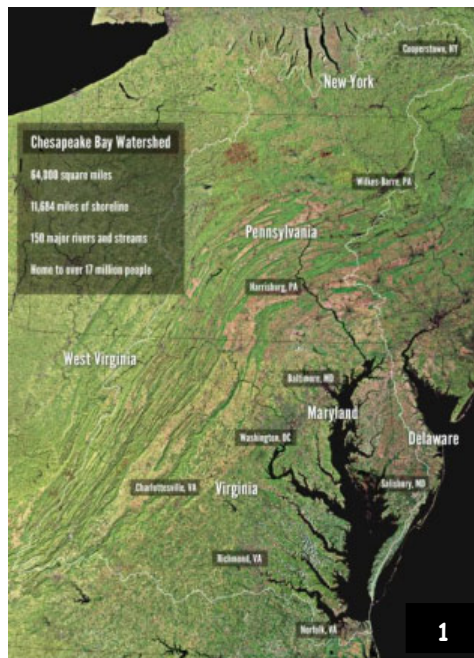 Cooperstown, NY
New York
Chesapeake Bay Watershed
64,000 square miles
11,684 miles of shoreline
150 major rivers and streams
Home to over 17 million people
Wilkes-Barre, PA
Pennsylvania
Harrisburg, PA
West Virginia
Baltimore, MD
Maryland
Delaware
Washington, DC
Charlottesville, VA
Virginia
Salisbury, MD
Richmond, VA
Norfolk, VA
1